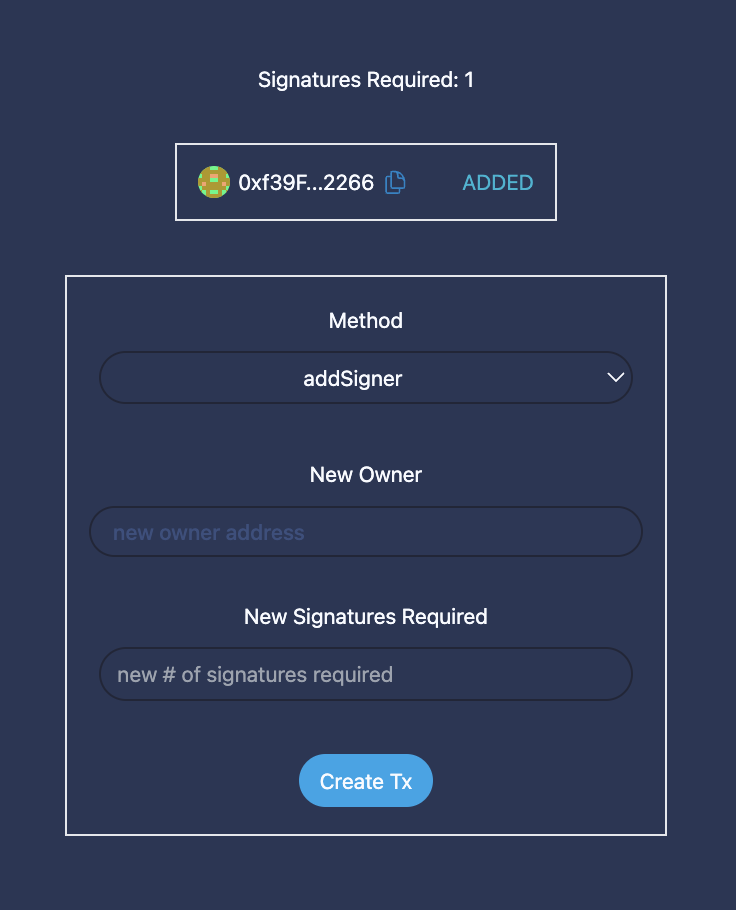 Signatures Required: 1
0xf39F...2266 ADDED
Method
addSigner
New Owner
new owner address
New Signatures Required
new # of signatures required
Create Tx